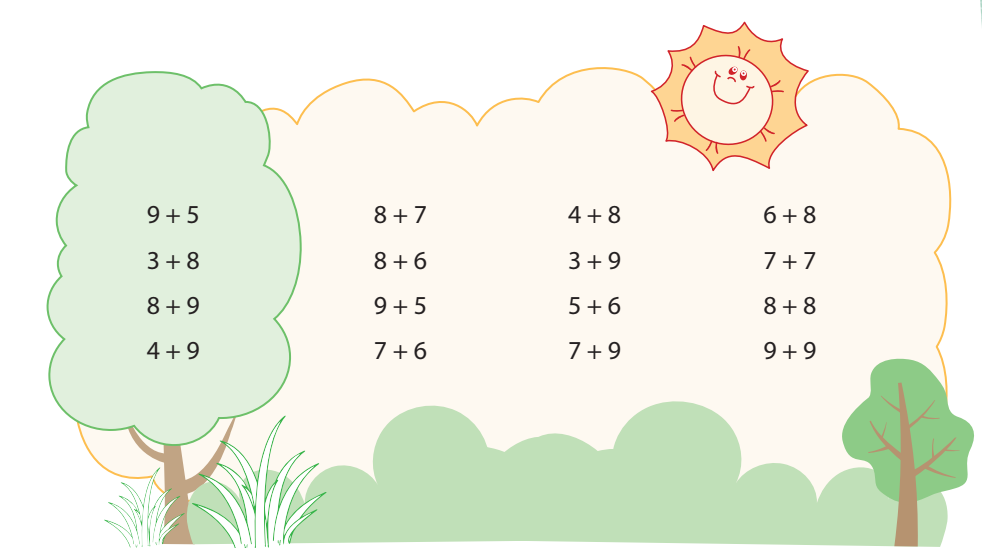 9 + 5 8 + 7 4 + 8 6 + 8
3 + 8 8 + 6 3 + 9 7 + 7
8 + 9 9 + 5 5 + 6 8 + 8
4 + 9 7 + 6 7 + 9 9 + 9